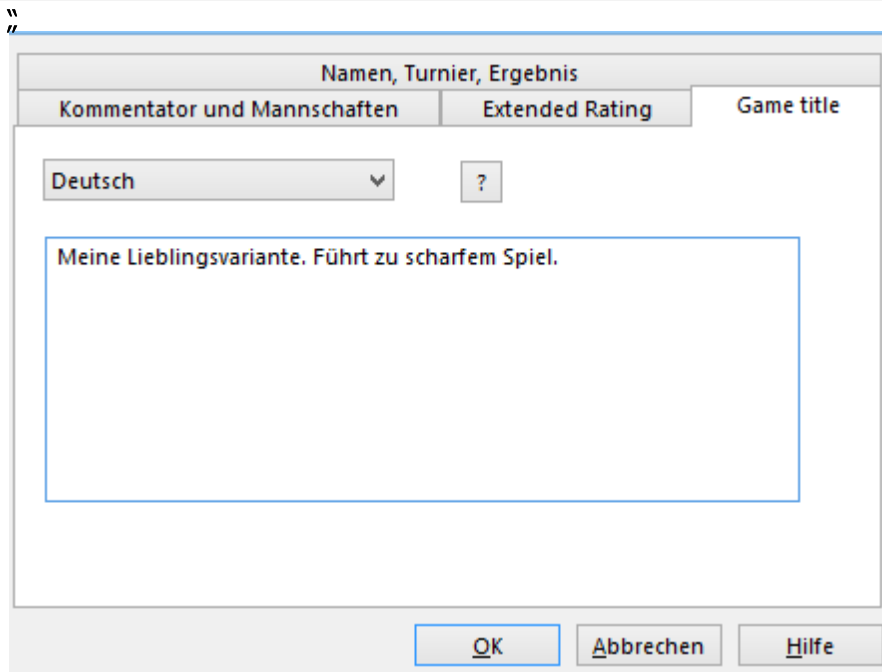 “
„
Namen, Turnier, Ergebnis
Kommentator und Mannschaften Extended Rating Game title
Deutsch ?
Meine Lieblingsvariante. Führt zu scharfem Spiel.
OK Abbrechen Hilfe